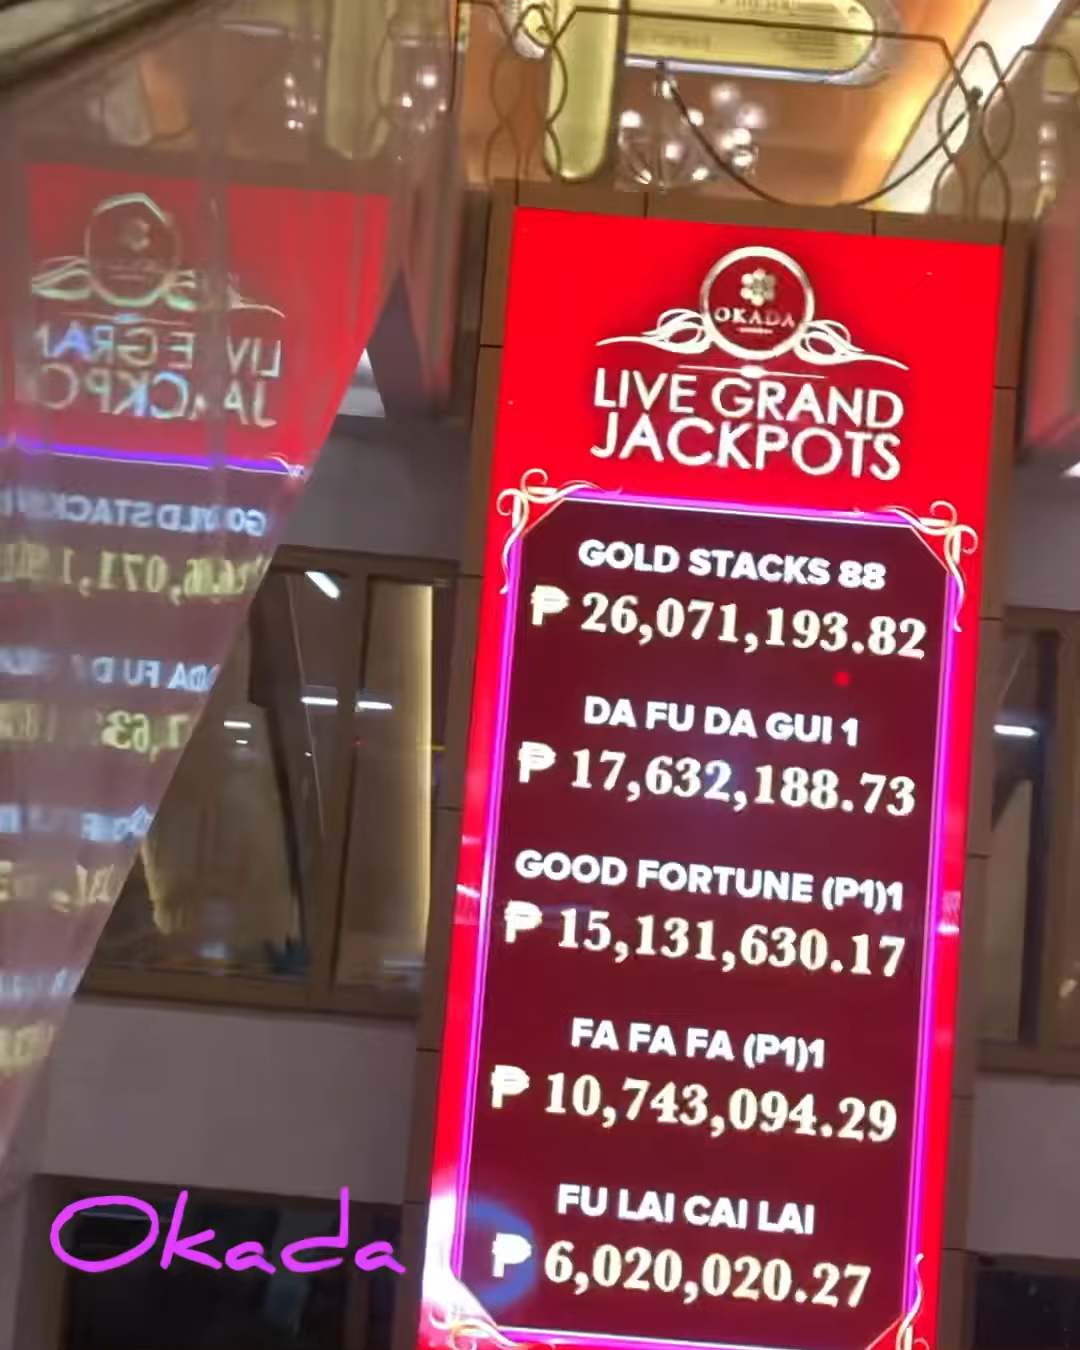 OKADA
LIVE GRAND
JACKPOTS
GOLD STACKS 88
₱ 26,071,193.82
DA FU DA GUI 1
₱ 17,632,188.73
GOOD FORTUNE (P1)1
₱ 15,131,630.17
FA FA FA (P1)1
₱ 10,743,094.29
FU LAI CAI LAI
₱ 6,020,020.27
Okada